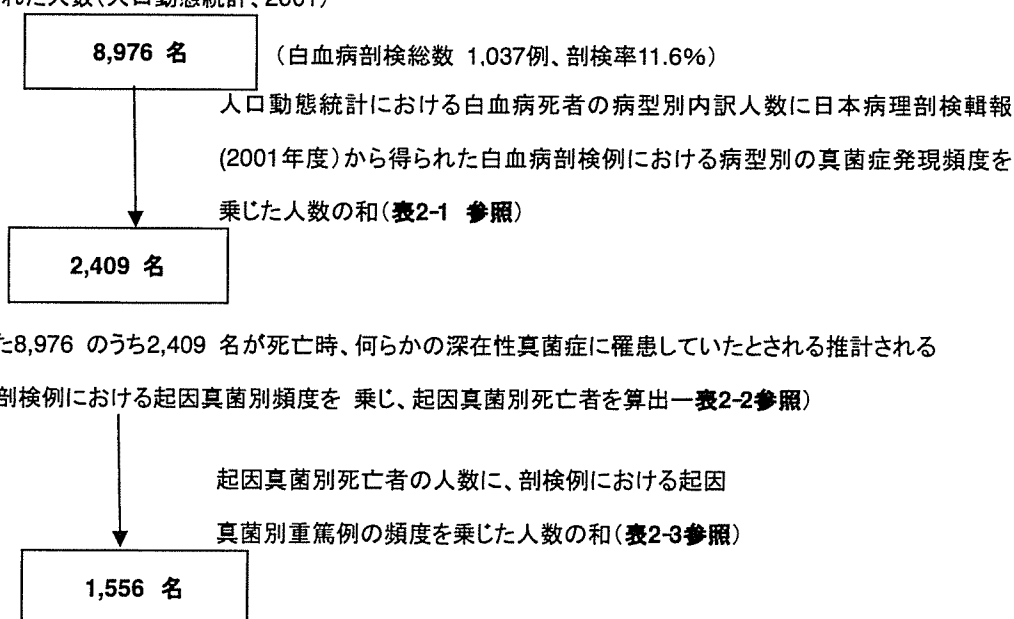 れた人数(人口動態統計、2001)
8,976 名
(白血病剖検総数 1,037例、剖検率11.6%)
人口動態統計における白血病死者の病型別内訳人数に日本病理剖検輯報
(2001年度)から得られた白血病剖検例における病型別の真菌症発現頻度を
乗じた人数の和(表2-1 参照)
2,409 名
た8,976 のうち2,409 名が死亡時、何らかの深在性真菌症に罹患していたとされる推計される
剖検例における起因真菌別頻度を 乗じ、起因真菌別死亡者を算出―表2-2参照)
起因真菌別死亡者の人数に、剖検例における起因
真菌別重篤例の頻度を乗じた人数の和(表2-3参照)
1,556 名